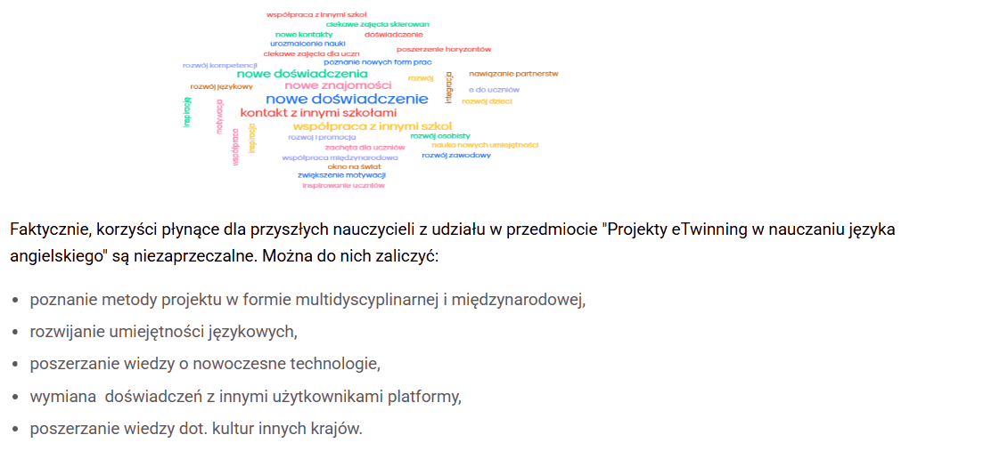 współpraca z innymi szkoł
ciekawe zajęcia skierowan
nowe kontakty
doświadczenie
urozmaicenie nauki
poszerzenie horyzontów
ciekawe zajęcia dla uczn
rozwój kompetencji
poznanie nowych form prac
nowe doświadczenia
rozwój
integracja
nawiązanie partnerstw
rozwój językowy
nowe znajomości
e do uczniów
inspirację
motywacja
nowe doświadczenie
rozwój dzieci
kontakt z innymi szkołami
współpraca
inspiracja
współpraca z innymi szkol
rozwój i promocja
rozwój osobisty
zachęta dla uczniów
nauka nowych umiejętności
współpraca międzynarodowa
rozwój zawodowy
okno na świat
zwiększenie motywacji
inspirowanie uczniów
Faktycznie, korzyści płynące dla przyszłych nauczycieli z udziału w przedmiocie "Projekty eTwinning w nauczaniu języka
angielskiego" są niezaprzeczalne. Można do nich zaliczyć:
• poznanie metody projektu w formie multidyscyplinarnej i międzynarodowej,
• rozwijanie umiejętności językowych,
• poszerzanie wiedzy o nowoczesne technologie,
• wymiana  doświadczeń z innymi użytkownikami platformy,
• poszerzanie wiedzy dot. kultur innych krajów.